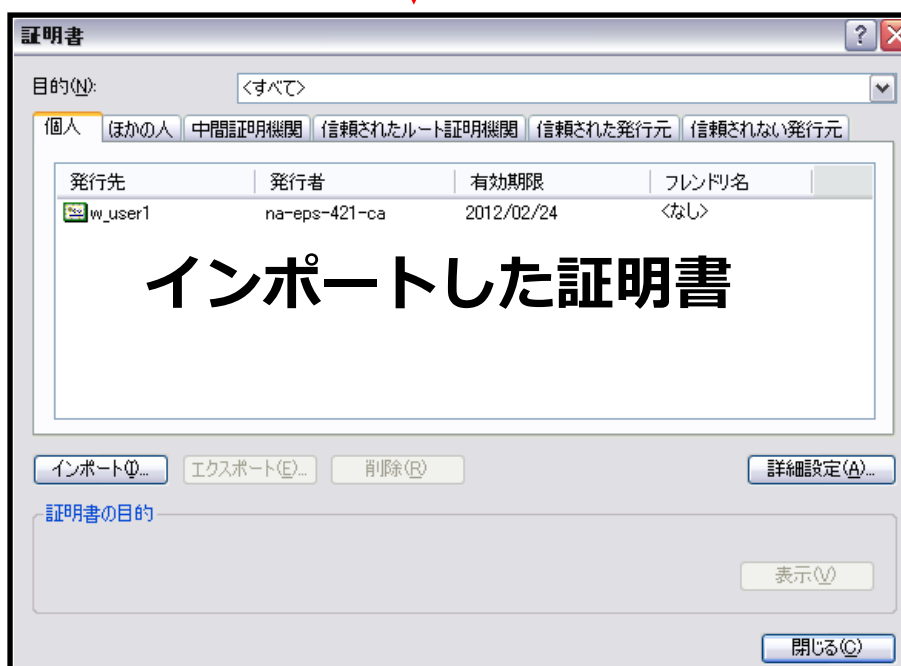 証明書
目的(N): <すべて>
個人 ほかの人 中間証明機関 信頼されたルート証明機関 信頼された発行元 信頼されない発行元
発行先 発行者 有効期限 フレンドリ名
w_user1 na-eps-421-ca 2012/02/24 <なし>
インポートした証明書
インポート(I)... エクスポート(E)... 削除(R) 詳細設定(A)...
証明書の目的
表示(V)
閉じる(C)